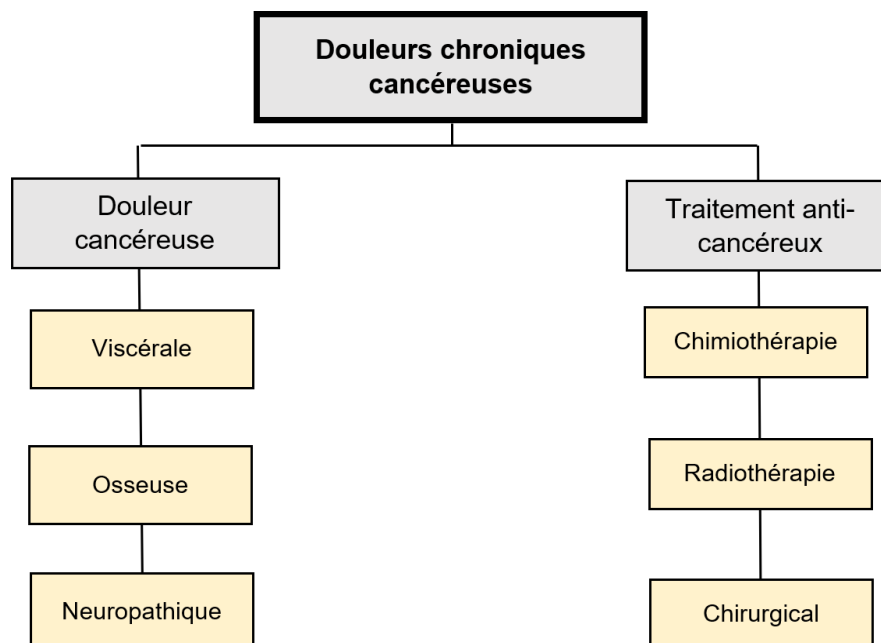 Douleurs chroniques
cancéreuses
Douleur
cancéreuse
Traitement anti-
cancéreux
Viscérale
Chimiothérapie
Osseuse
Radiothérapie
Neuropathique
Chirurgical